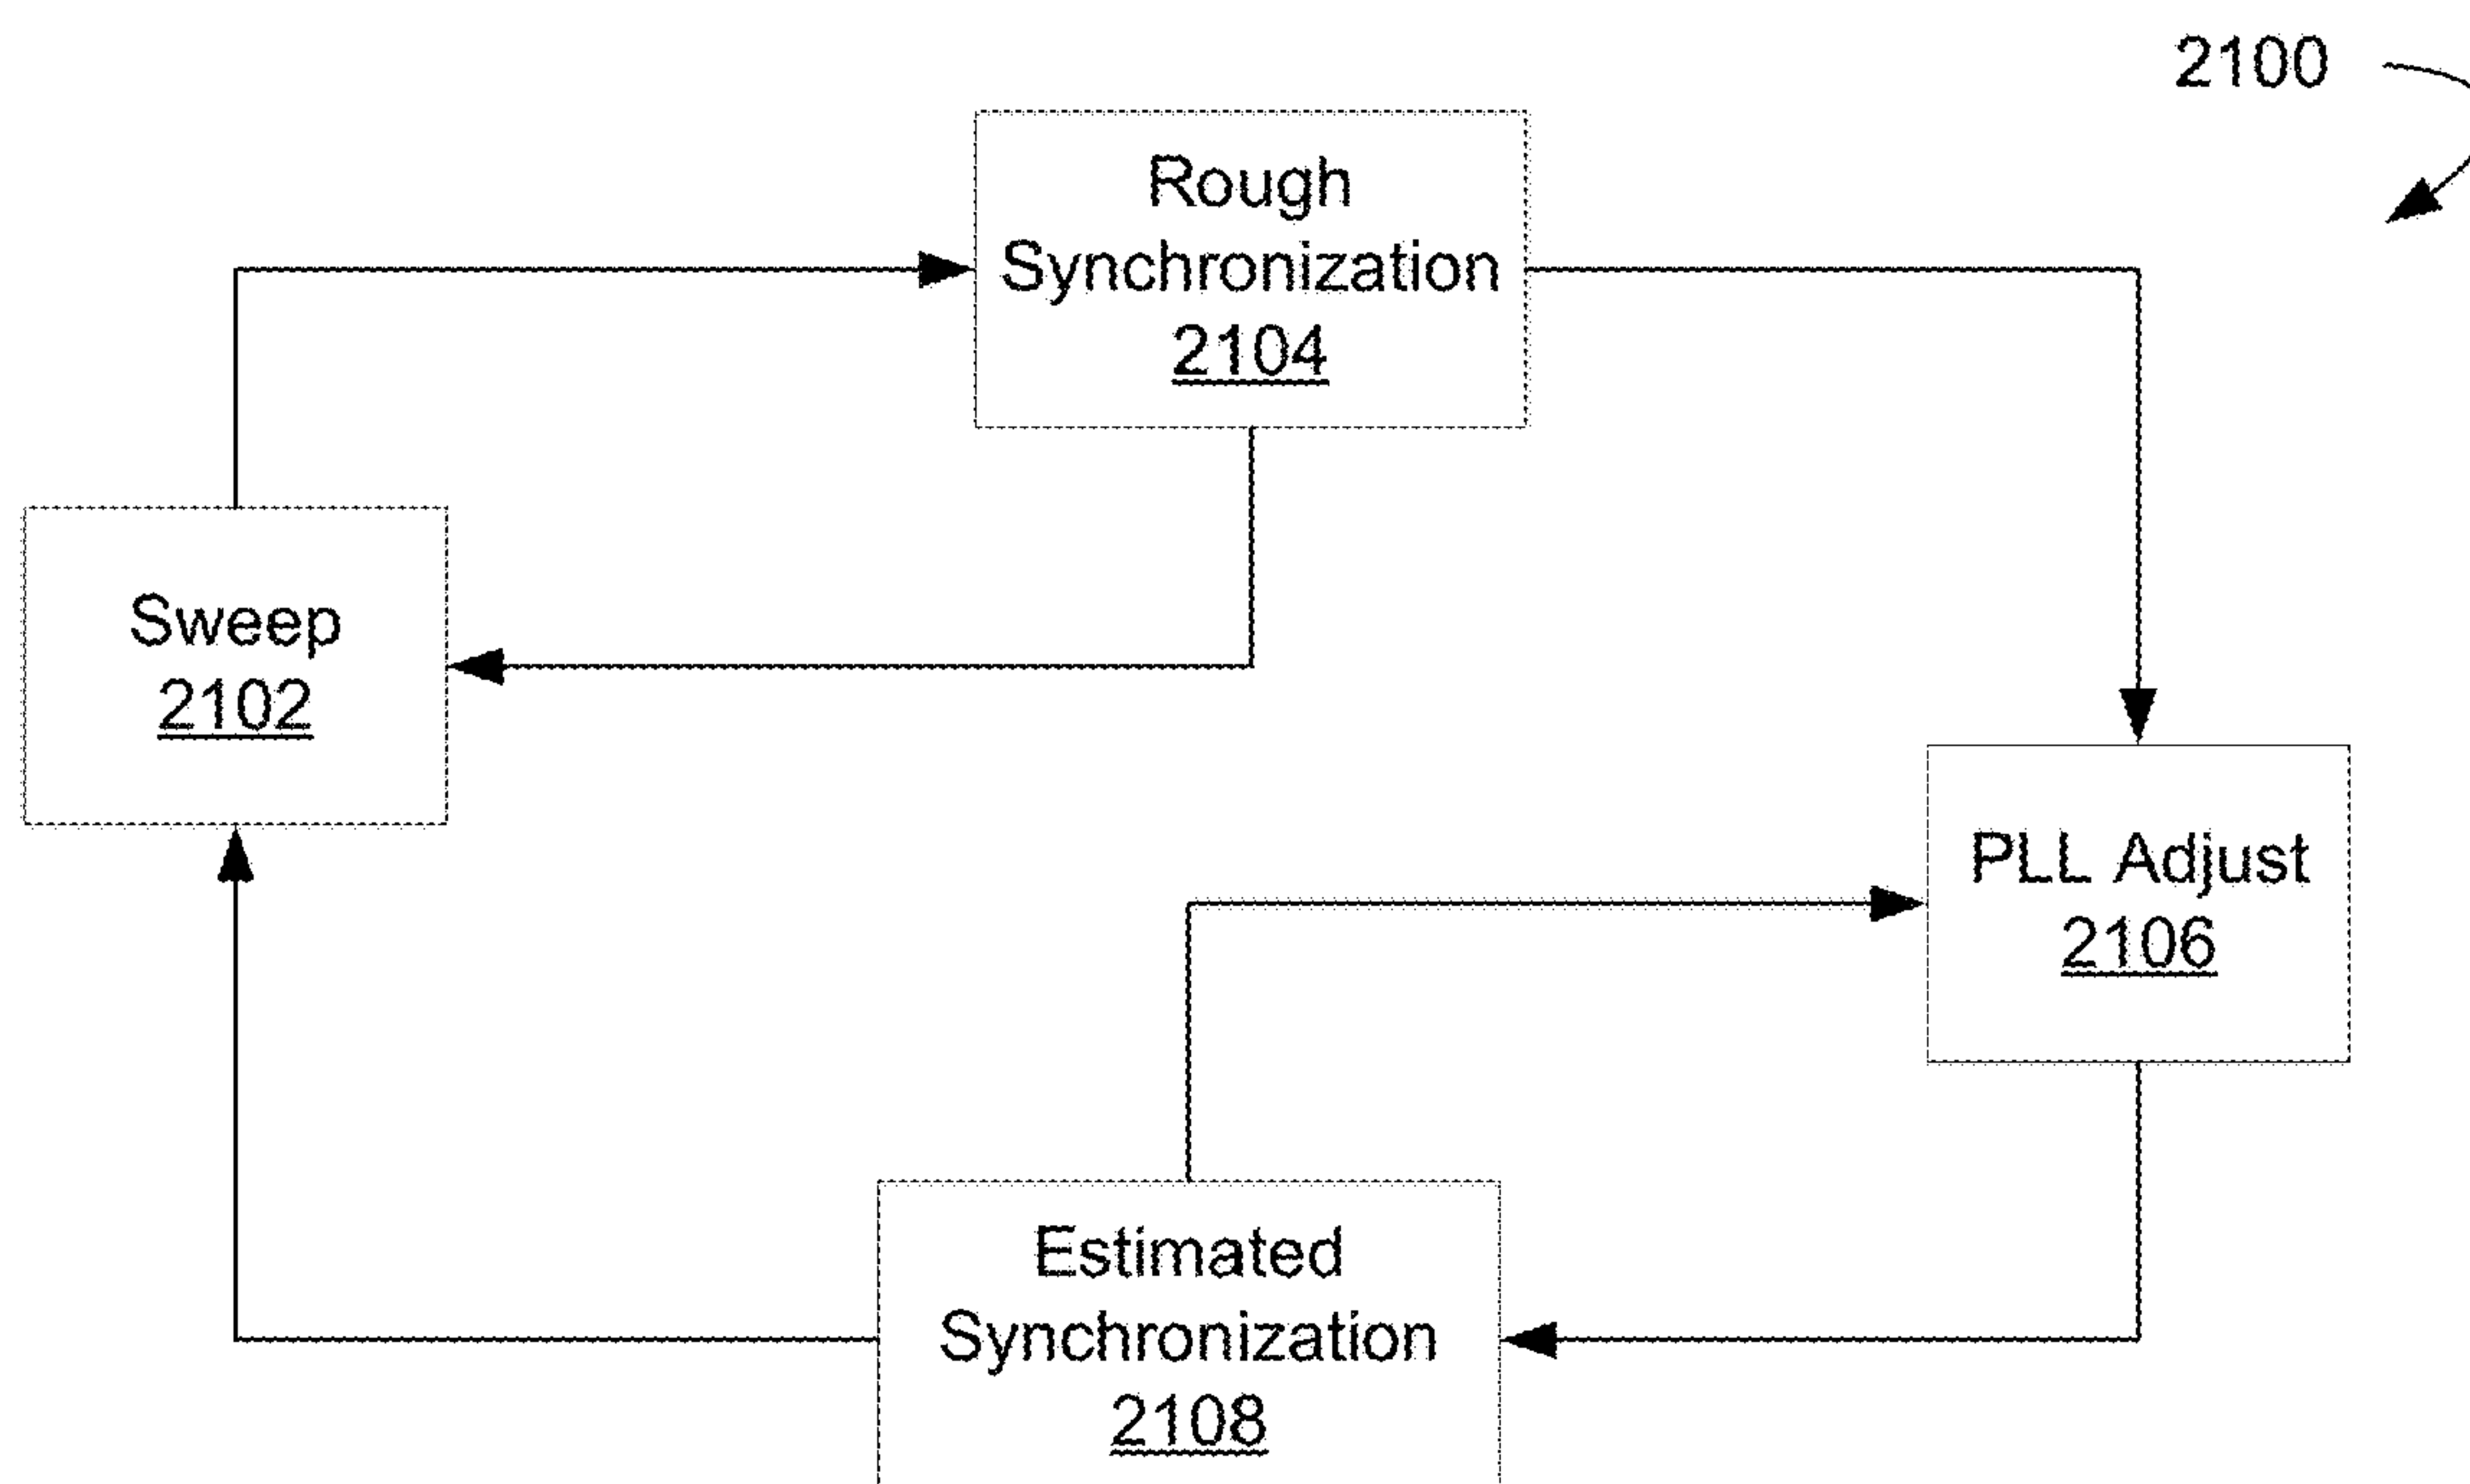 2100
Rough
Synchronization
2104
Sweep
2102
PLL Adjust
2106
Estimated
Synchronization
2108